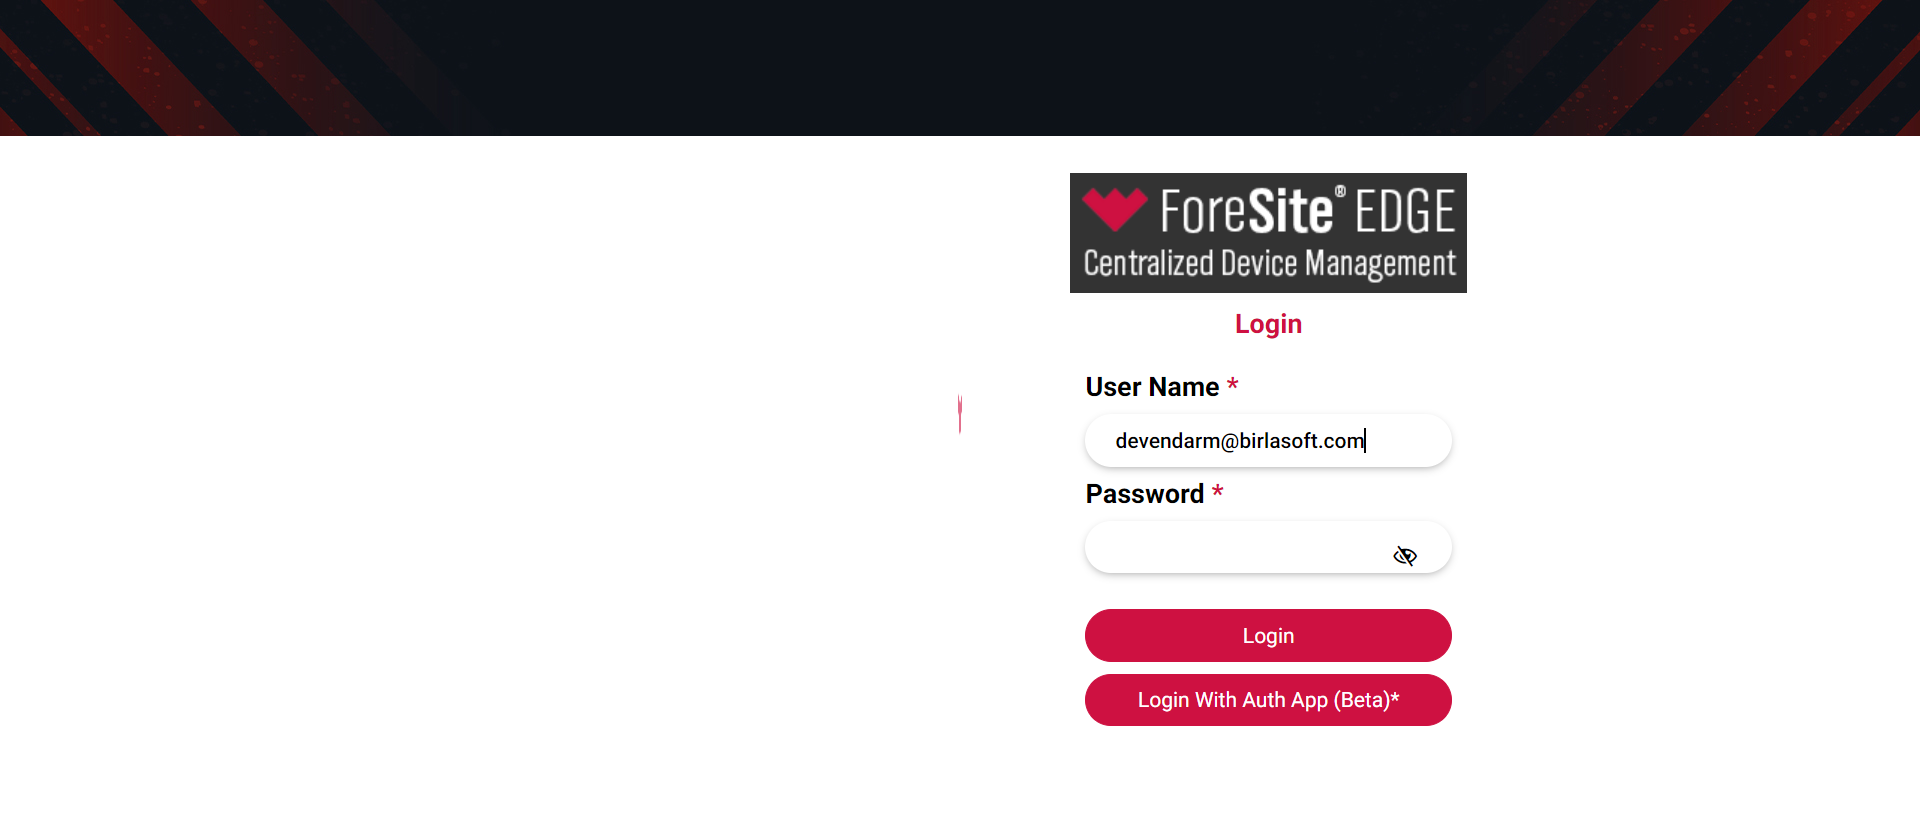 ForeSite® EDGE
Centralized Device Management
Login
User Name *
devendarm@birlasoft.com
Password *
Login
Login With Auth App (Beta)*